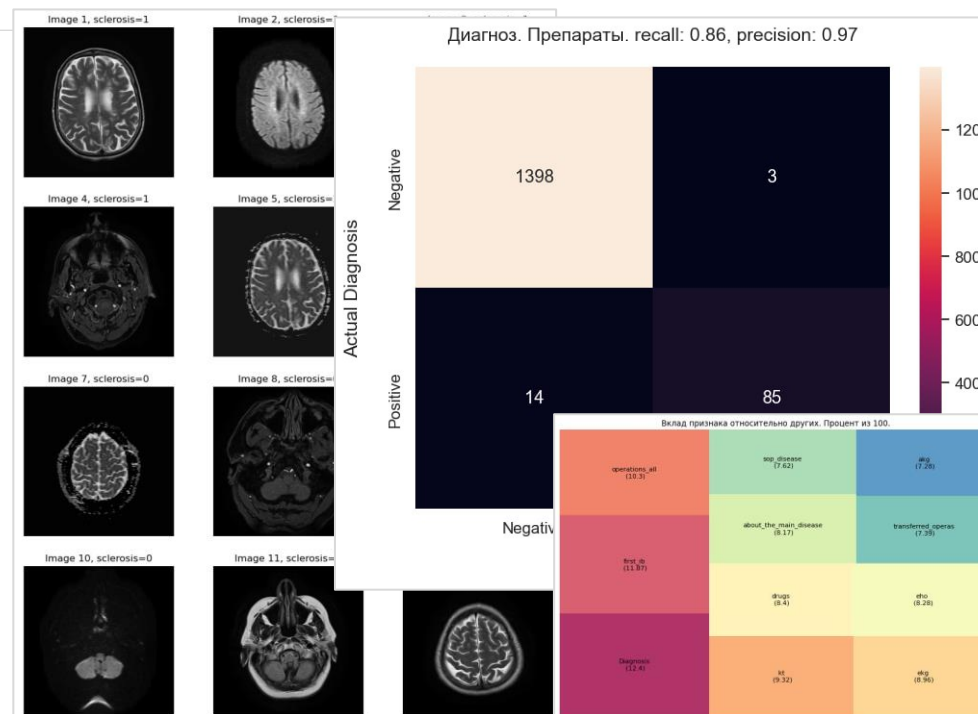 Image 1, sclerosis=1
Image 2, sclerosis=
Диагноз. Препараты. recall: 0.86, precision: 0.97
Image 4, sclerosis=1
Image 5, sclerosis=
Image 7, sclerosis=0
Image 8, sclerosis=
Image 10, sclerosis=0
Image 11, sclerosis=
Actual Diagnosis
Negative
Positive
1398
3
14
85
Negativ
120
100
800
600
400
Вклад признака относительно других. Процент из 100.
operations_all
(10.3)
first_ib
(11.87)
Diagnosis
(12.4)
ssp_disease
(7.62)
about_the_main_disease
(8.17)
drugs
(8.4)
kt
(9.32)
akg
(7.28)
transferred_operas
(7.39)
eho
(8.28)
ekg
(8.96)